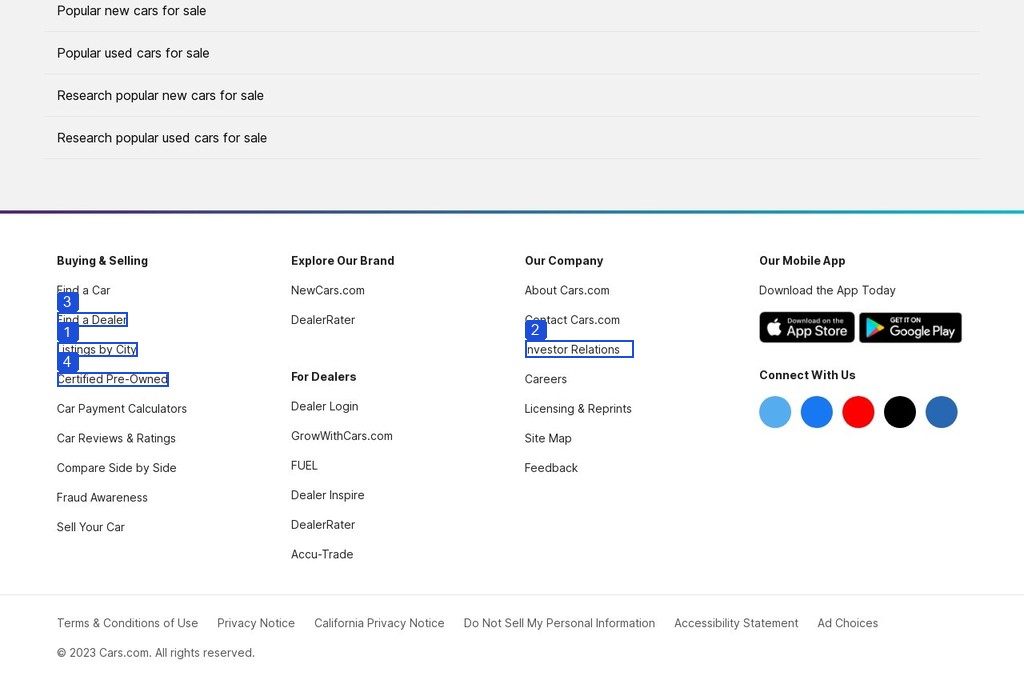 Popular new cars for sale
Popular used cars for sale
Research popular new cars for sale
Research popular used cars for sale
Buying & Selling
Find a Car
3
Find a Dealer
1
Listings by City
4
Certified Pre-Owned
Car Payment Calculators
Car Reviews & Ratings
Compare Side by Side
Fraud Awareness
Sell Your Car
Explore Our Brand
NewCars.com
DealerRater
For Dealers
Dealer Login
GrowWithCars.com
FUEL
Dealer Inspire
DealerRater
Accu-Trade
Our Company
About Cars.com
Contact Cars.com
2
Investor Relations
Careers
Licensing & Reprints
Site Map
Feedback
Our Mobile App
Download the App Today
Download on the
App Store
GET IT ON
Google Play
Connect With Us
Terms & Conditions of Use Privacy Notice California Privacy Notice Do Not Sell My Personal Information Accessibility Statement Ad Choices
© 2023 Cars.com. All rights reserved.